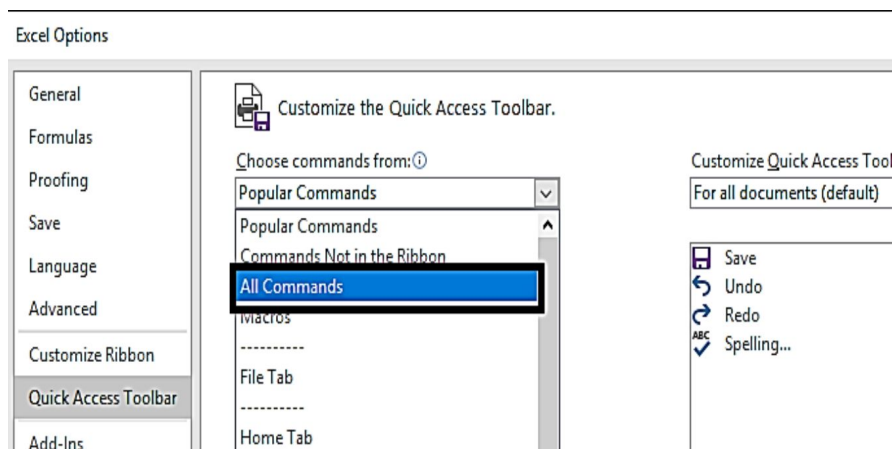 Excel Options
General
Formulas
Proofing
Save
Language
Advanced
Customize Ribbon
Quick Access Toolbar
Add-Ins
Customize the Quick Access Toolbar.
Choose commands from:
Popular Commands
Popular Commands
Commands Not in the Ribbon
All Commands
Macros
----------
File Tab
----------
Home Tab
Customize Quick Access Tool
For all documents (default)
Save
Undo
Redo
ABC
Spelling...